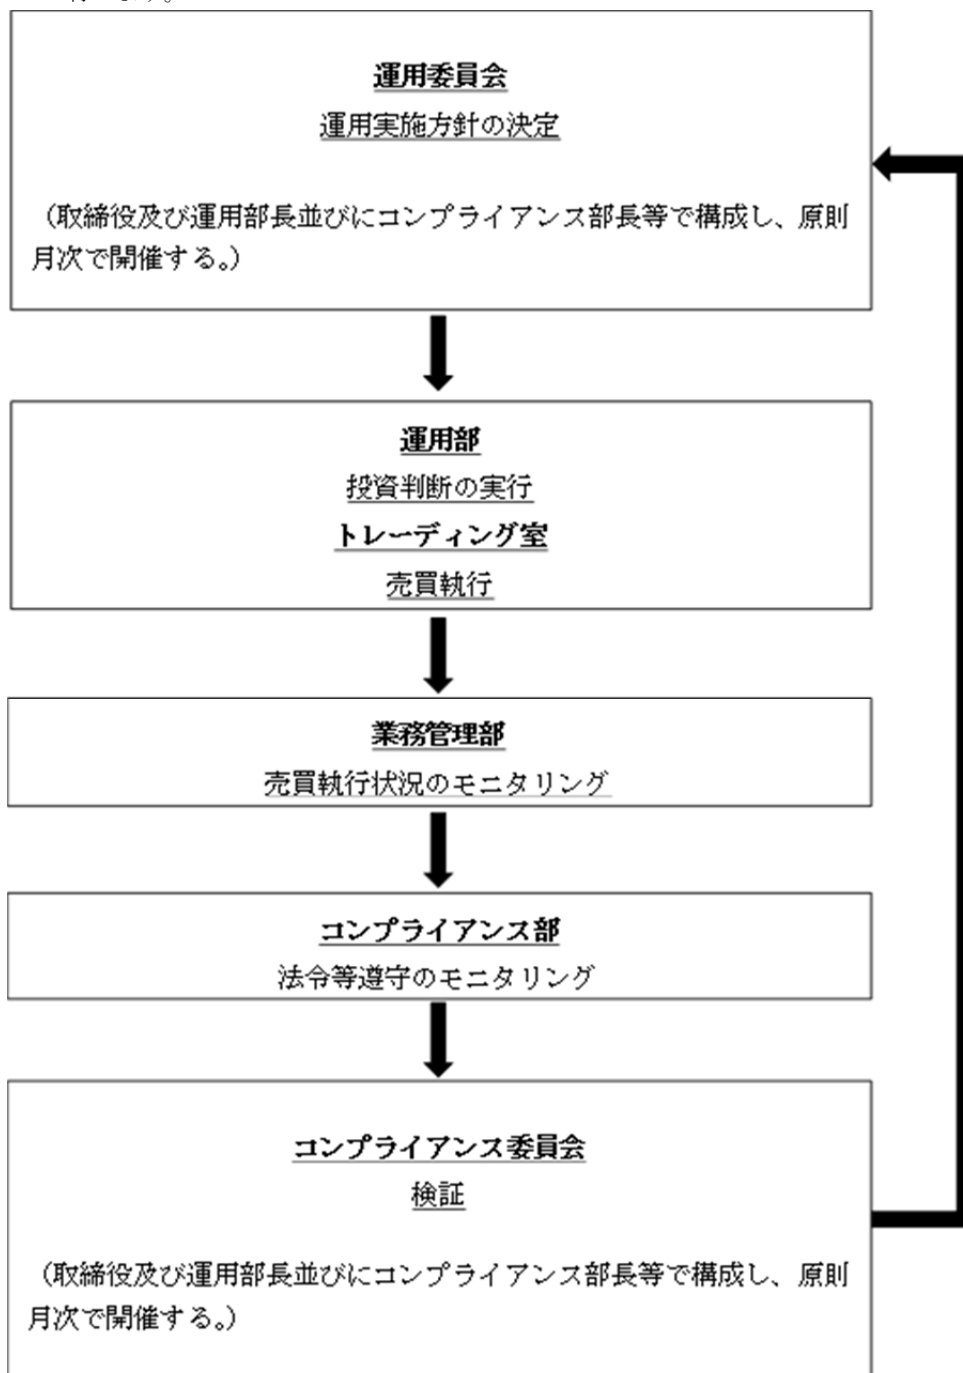 運用委員会
運用実施方針の決定
（取締役及び運用部長並びにコンプライアンス部長等で構成し、原則
月次で開催する。）
運用部
投資判断の実行
トレーディング室
売買執行
業務管理部
売買執行状況のモニタリング
コンプライアンス部
法令等遵守のモニタリング
コンプライアンス委員会
検証
（取締役及び運用部長並びにコンプライアンス部長等で構成し、原則
月次で開催する。）